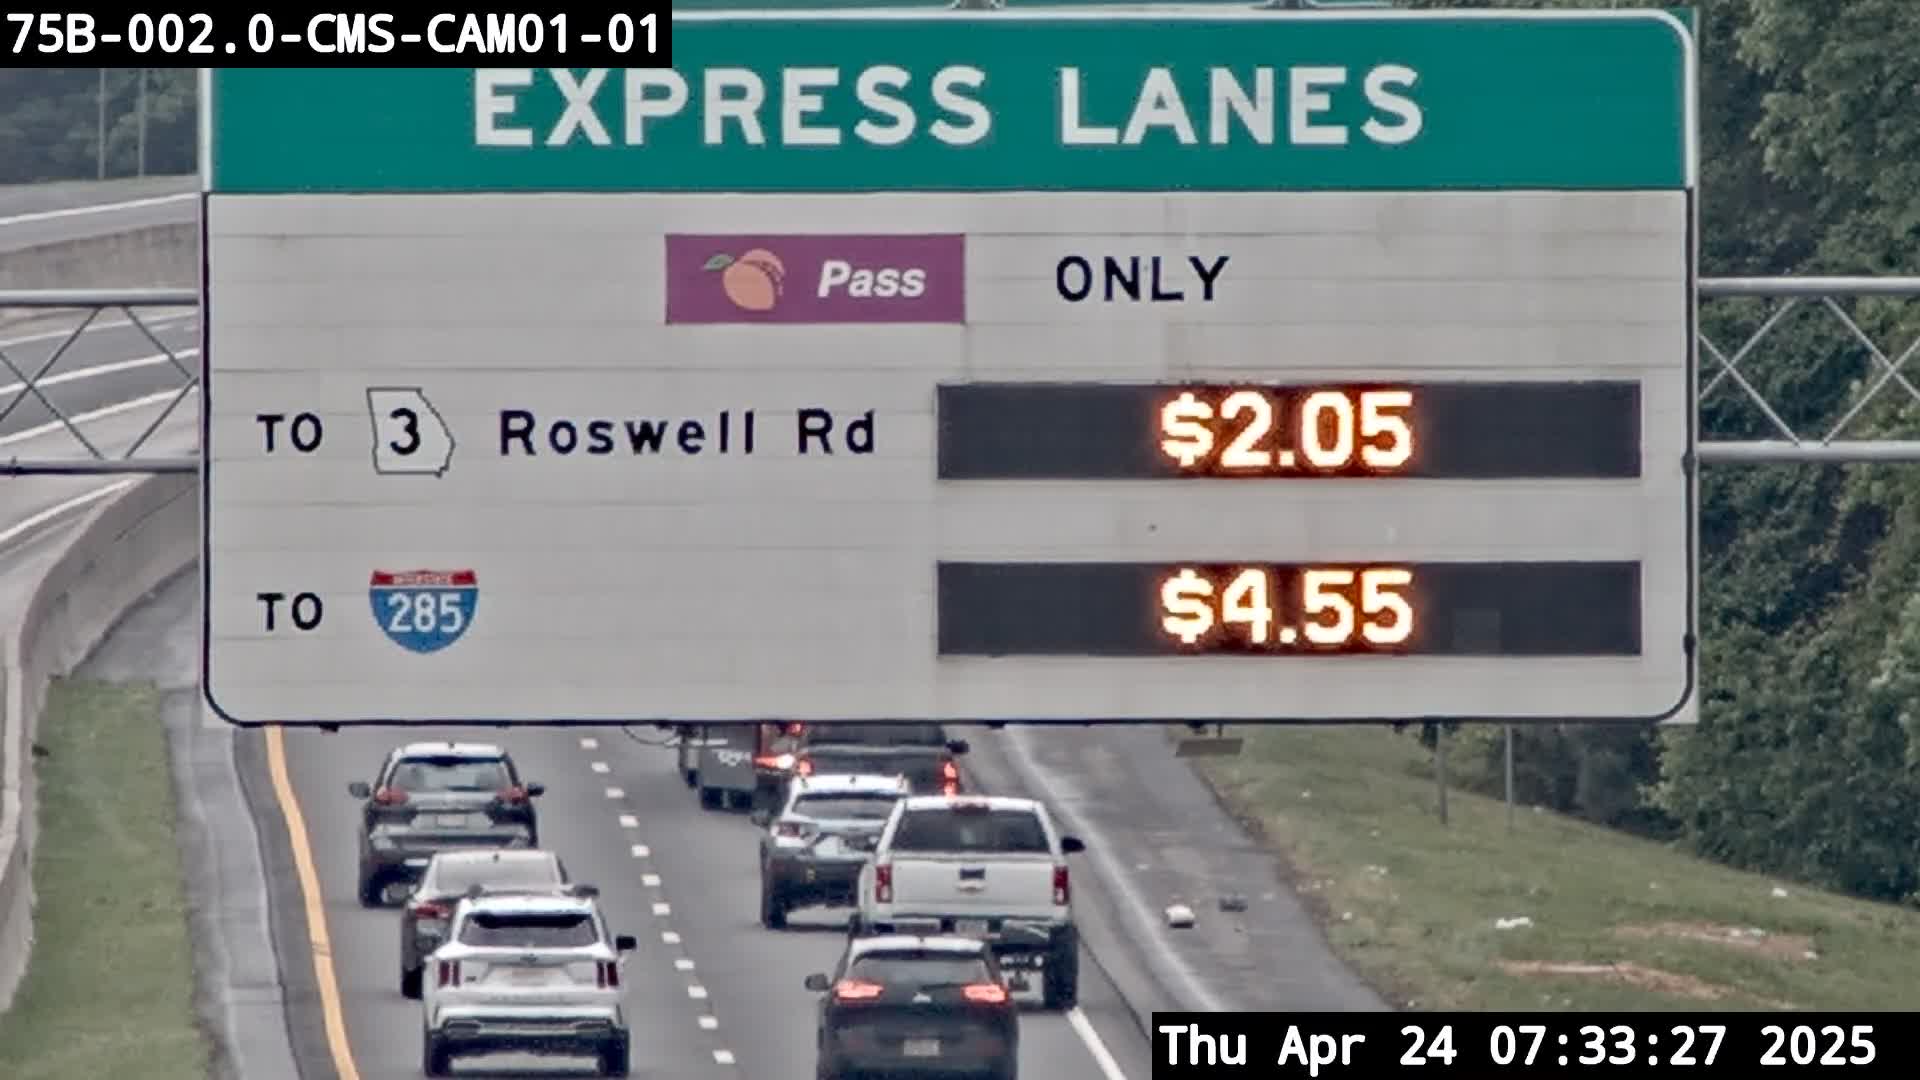 75B-002.0-CMS-CAM01-01
EXPRESS LANES
Pass ONLY
TO 3 Roswell Rd $2.05
TO 285 $4.55
Thu Apr 24 07:33:27 2025